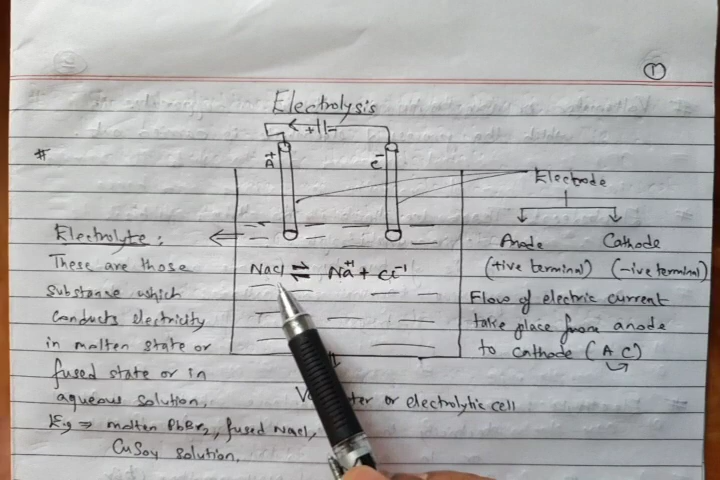 1
Electrolysis
+ -
#
A+
C-
Electrode
Electrolyte:
Anode
Cathode
These are those
NaCl ⇌ Na+1 + Cl-1
(+ive terminal) (-ive terminal)
substance which
Flow of electric current
conducts electricity
take place from anode
in molten state or
to cathode (A C)
fused state or in
aqueous solution.
ter or electrolytic cell
E.g ⇒ molten PbBr2, fused NaCl,
CuSO4 solution.